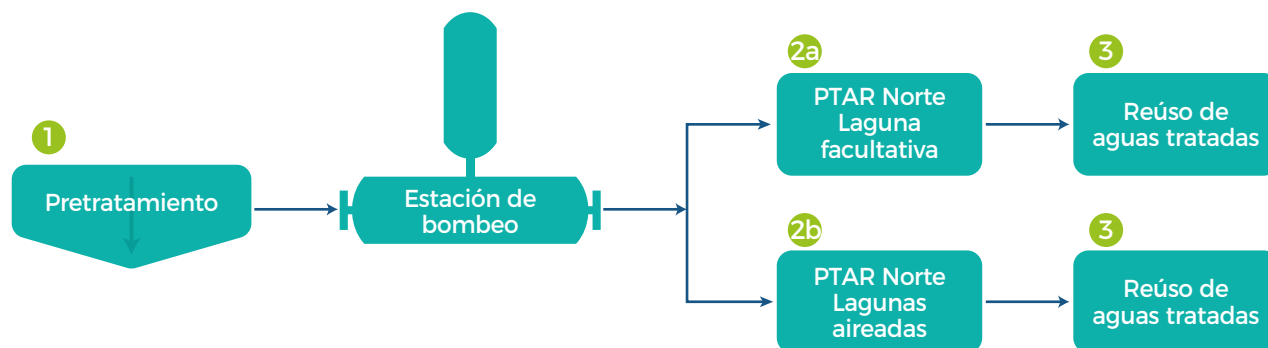 1
Pretratamiento
Estación de
bombeo
2a
PTAR Norte
Laguna
facultativa
3
Reúso de
aguas tratadas
2b
PTAR Norte
Lagunas
aireadas
3
Reúso de
aguas tratadas